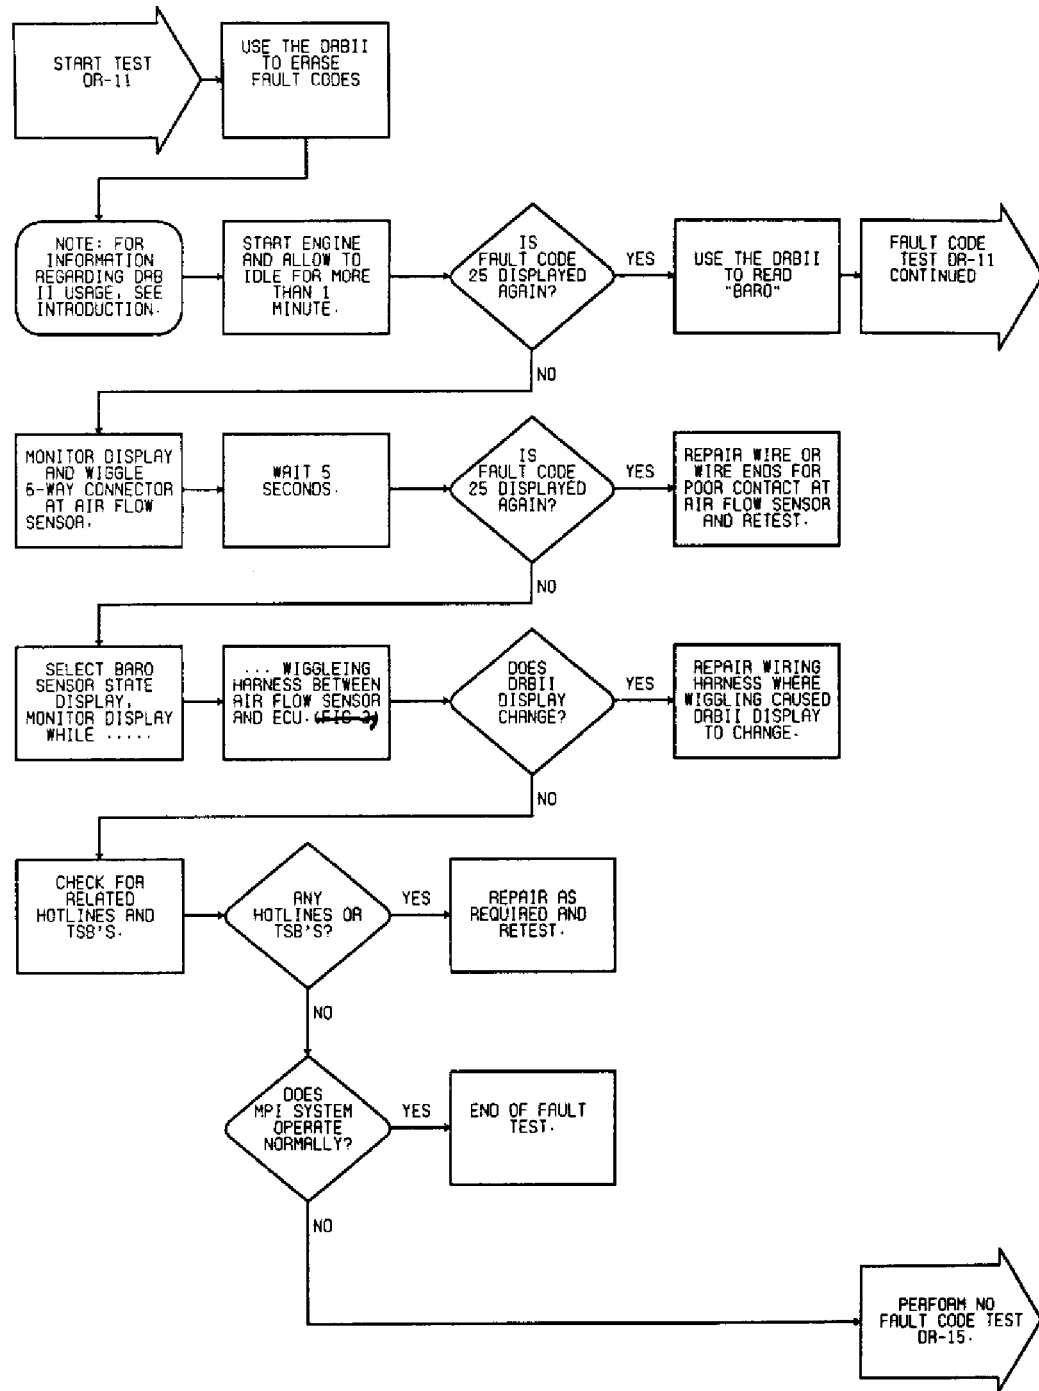 START TEST
DR-11
USE THE DRBII
TO ERASE
FAULT CODES
NOTE: FOR
INFORMATION
REGARDING DRB
II USAGE, SEE
INTRODUCTION.
START ENGINE
AND ALLOW TO
IDLE FOR MORE
THAN 1
MINUTE.
IS
FAULT CODE
25 DISPLAYED
AGAIN?
YES
USE THE DRBII
TO READ
"BARO"
FAULT CODE
TEST DR-11
CONTINUED
NO
MONITOR DISPLAY
AND WIGGLE
6-WAY CONNECTOR
AT AIR FLOW
SENSOR.
WAIT 5
SECONDS.
IS
FAULT CODE
25 DISPLAYED
AGAIN?
YES
REPAIR WIRE OR
WIRE ENDS FOR
POOR CONTACT AT
AIR FLOW SENSOR
AND RETEST.
NO
SELECT BARO
SENSOR STATE
DISPLAY,
MONITOR DISPLAY
WHILE .....
... WIGGLEING
HARNESS BETWEEN
AIR FLOW SENSOR
AND ECU. (FIG 2)
DOES
DRBII
DISPLAY
CHANGE?
YES
REPAIR WIRING
HARNESS WHERE
WIGGLING CAUSED
DRBII DISPLAY
TO CHANGE.
NO
CHECK FOR
RELATED
HOTLINES AND
TSB'S.
ANY
HOTLINES OR
TSB'S?
YES
REPAIR AS
REQUIRED AND
RETEST.
NO
DOES
MPI SYSTEM
OPERATE
NORMALLY?
YES
END OF FAULT
TEST.
NO
PERFORM NO
FAULT CODE TEST
DR-15.